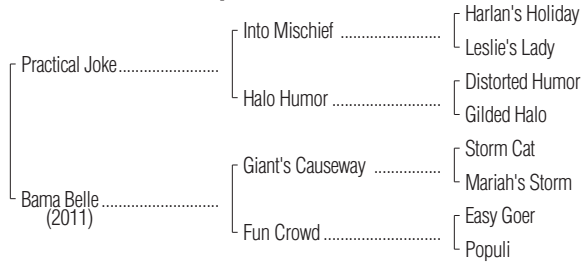 Harlan's Holiday
Into Mischief ....................
Leslie's Lady
Practical Joke.....................
Distorted Humor
Halo Humor .......................
Gilded Halo
Storm Cat
Giant's Causeway ..............
Mariah's Storm
Bama Belle........................
(2011)
Easy Goer
Fun Crowd.........................
Populi